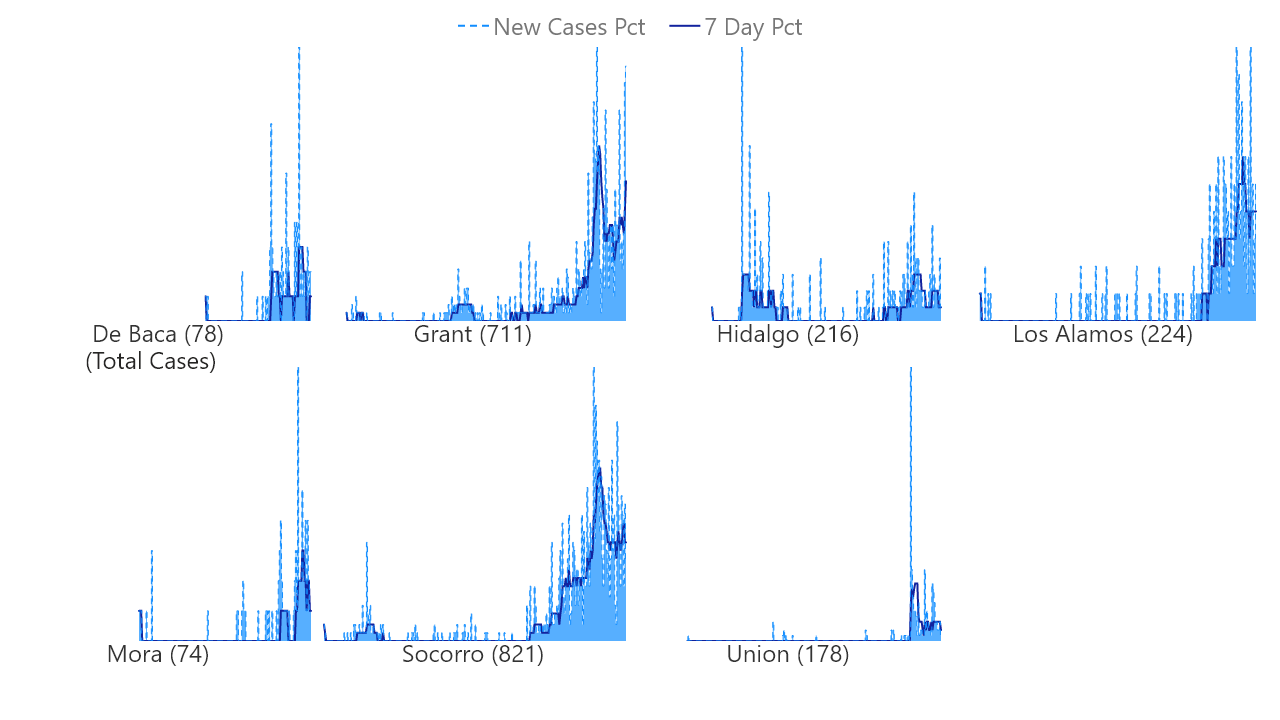 New Cases Pct 7 Day Pct
De Baca (78) Grant (711) Hidalgo (216) Los Alamos (224)
(Total Cases)
Mora (74) Socorro (821) Union (178)